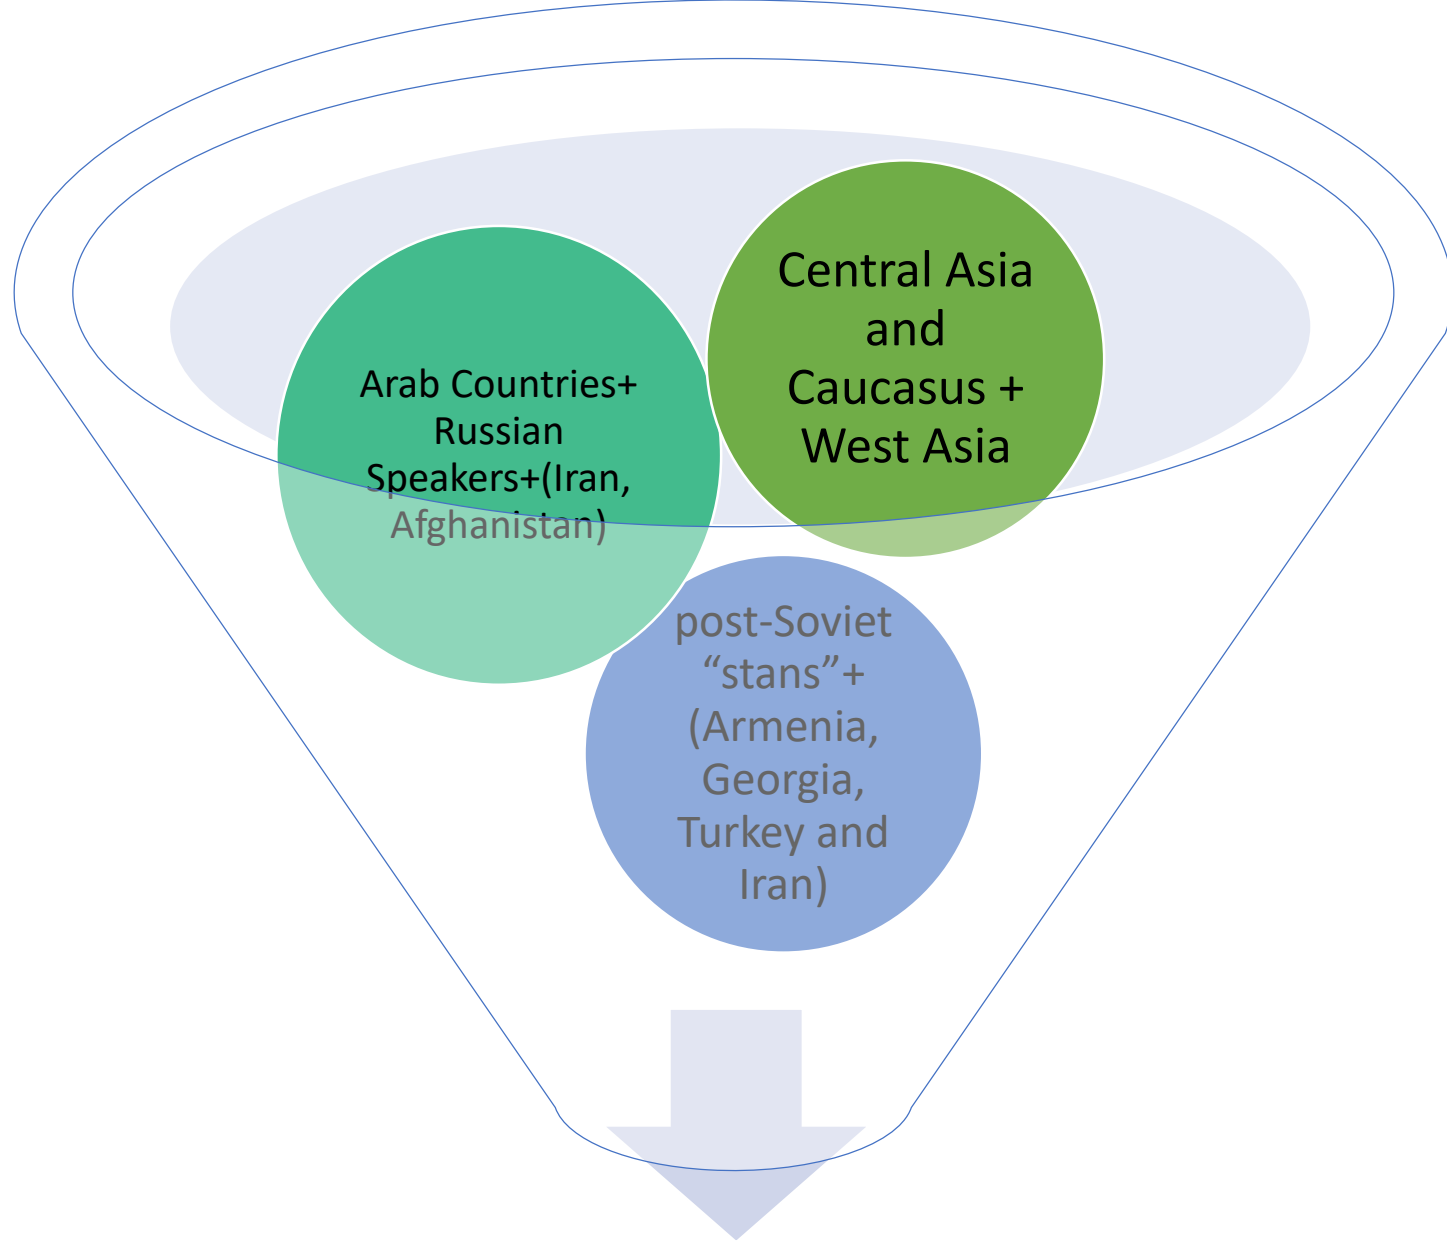 Central Asia
and
Caucasus +
West Asia
Arab Countries+
Russian
Speakers+(Iran,
Afghanistan)
post-Soviet
“stans”+
(Armenia,
Georgia,
Turkey and
Iran)